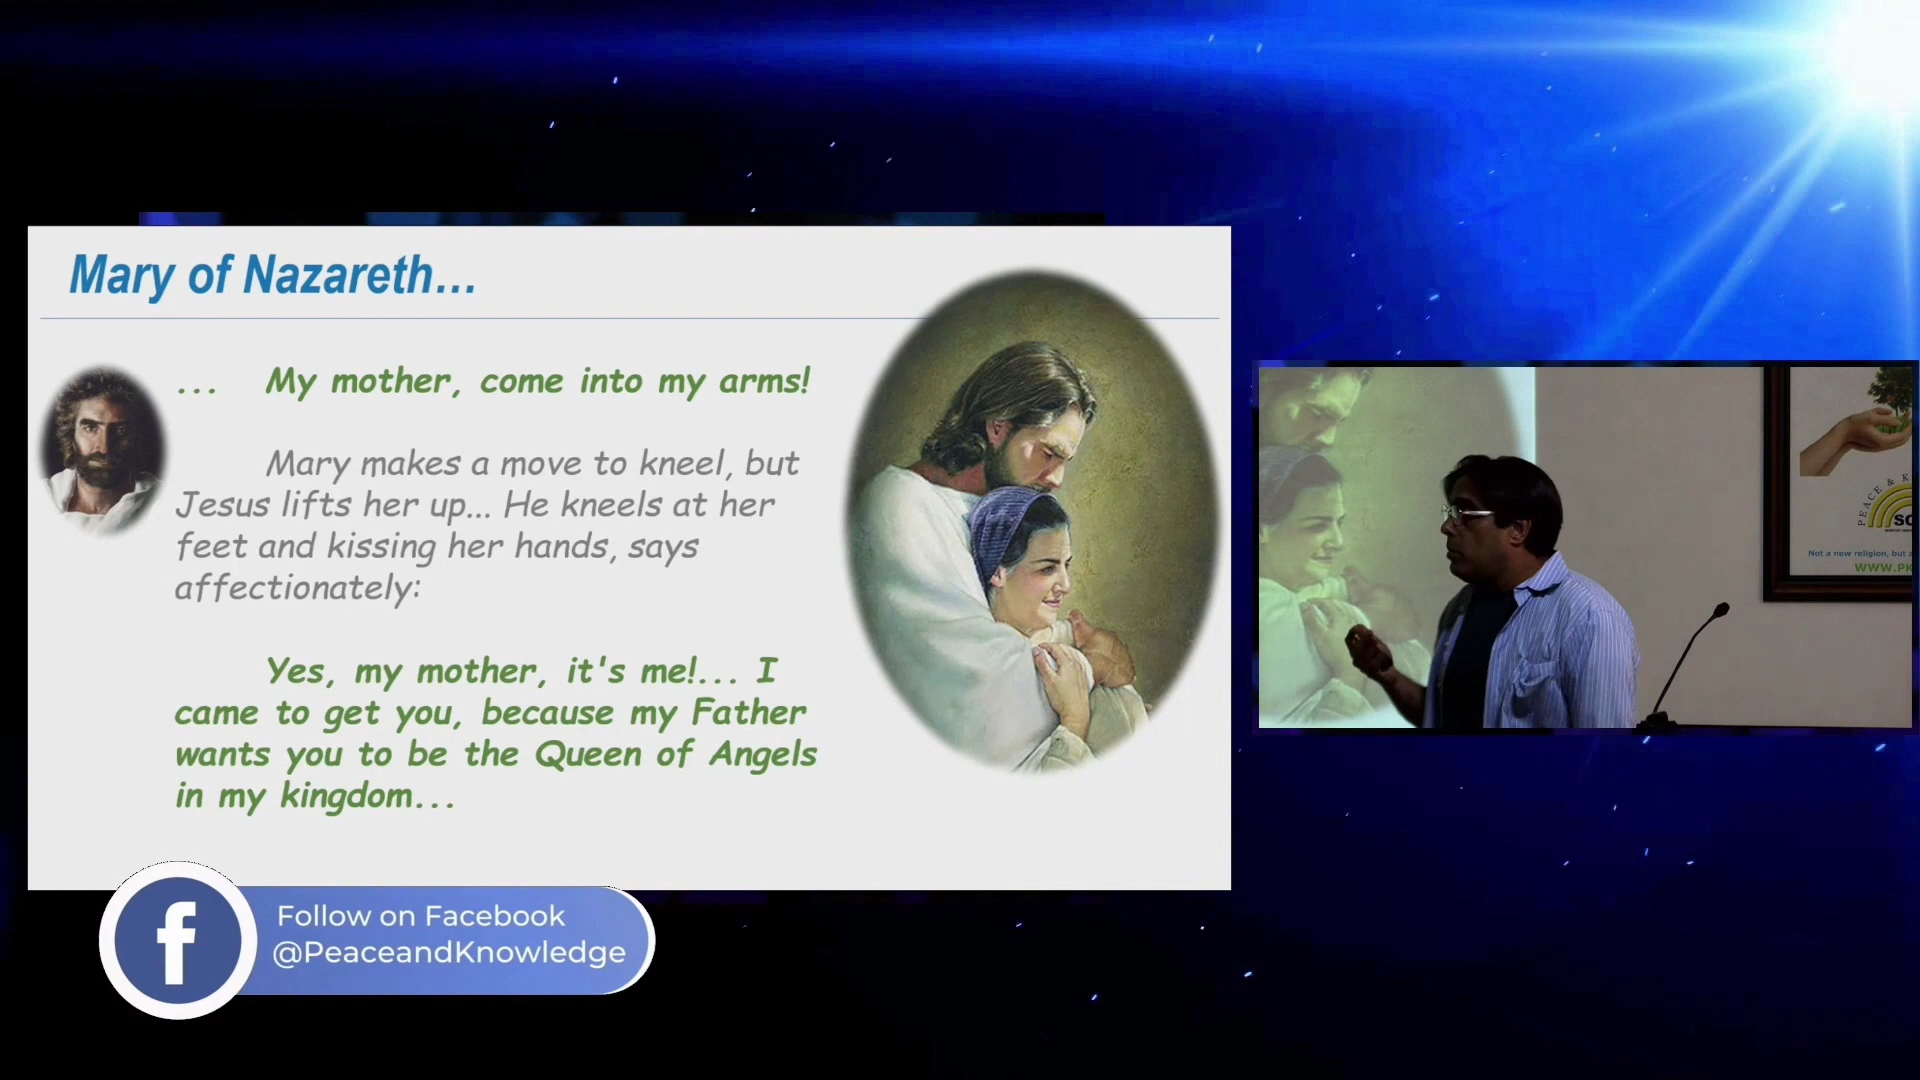 Mary of Nazareth...
... My mother, come into my arms!
Mary makes a move to kneel, but
Jesus lifts her up... He kneels at her
feet and kissing her hands, says
affectionately:
Yes, my mother, it's me!... I
came to get you, because my Father
wants you to be the Queen of Angels
in my kingdom...
Follow on Facebook
@PeaceandKnowledge
PEACE & K
Not a new religion, but
WWW.PK